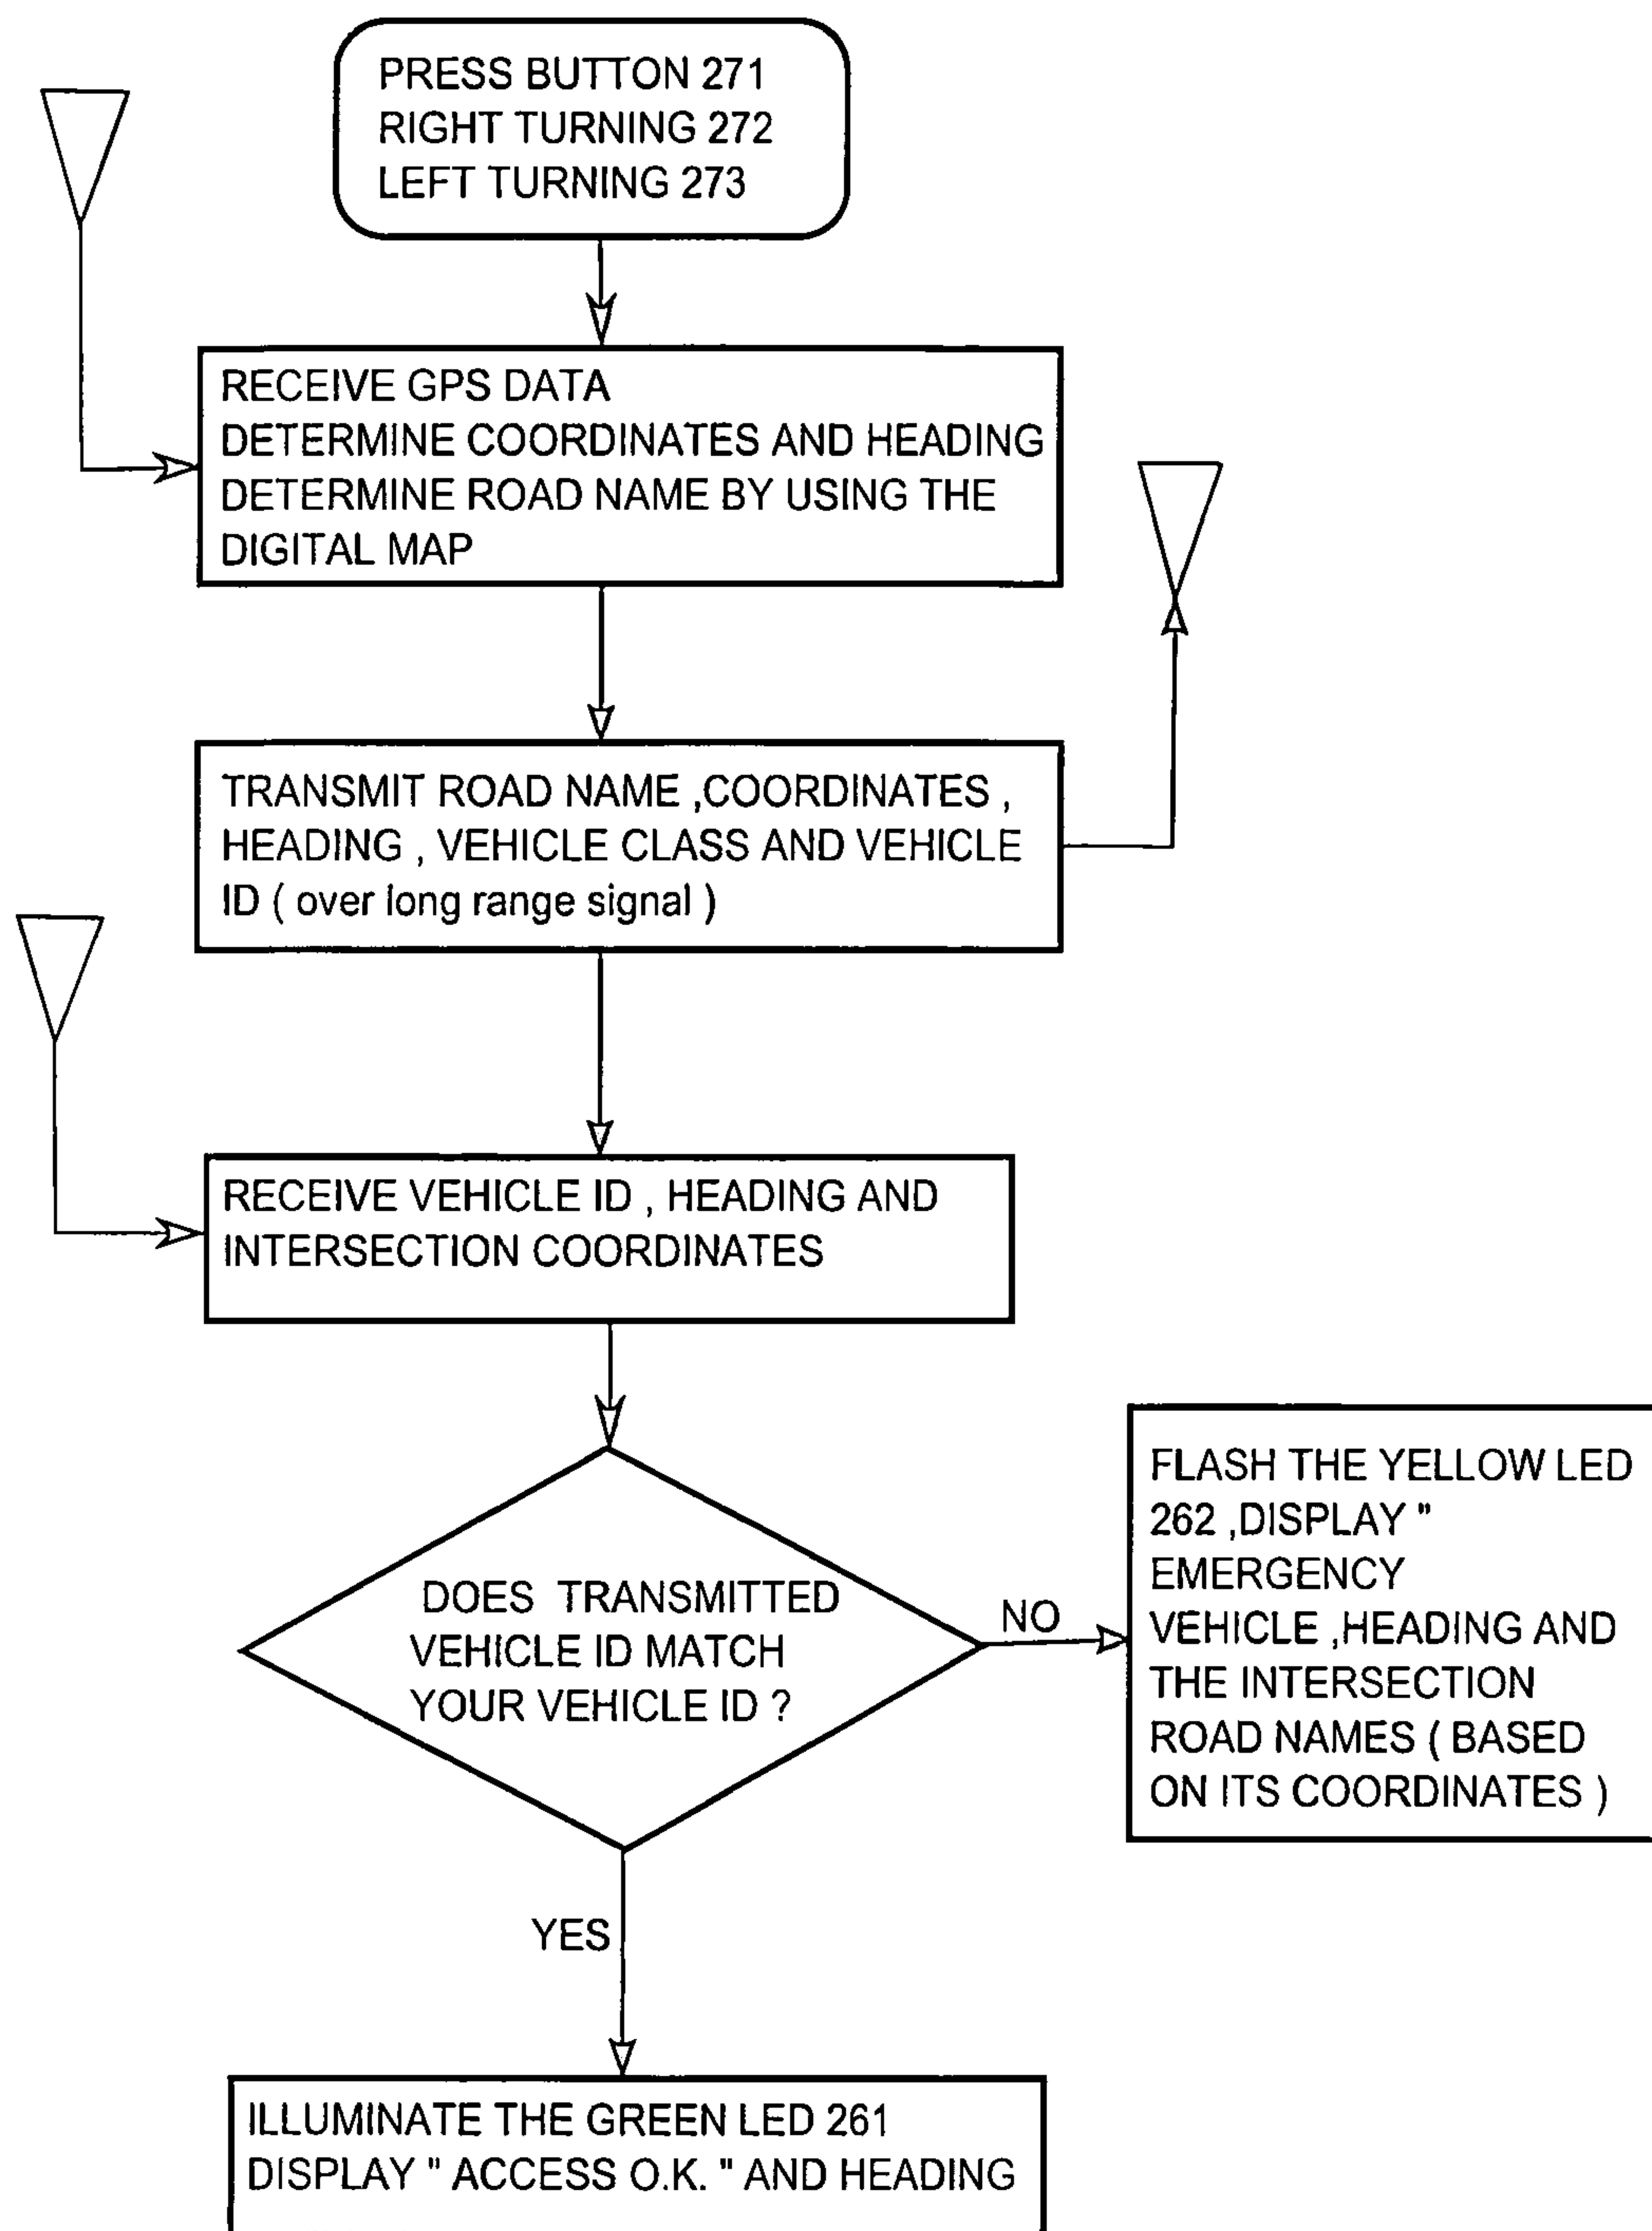 PRESS BUTTON 271
RIGHT TURNING 272
LEFT TURNING 273
RECEIVE GPS DATA
DETERMINE COORDINATES AND HEADING
DETERMINE ROAD NAME BY USING THE
DIGITAL MAP
TRANSMIT ROAD NAME ,COORDINATES ,
HEADING , VEHICLE CLASS AND VEHICLE
ID ( over long range signal )
RECEIVE VEHICLE ID , HEADING AND
INTERSECTION COORDINATES
DOES TRANSMITTED
VEHICLE ID MATCH
YOUR VEHICLE ID ?
NO
FLASH THE YELLOW LED
262 ,DISPLAY "
EMERGENCY
VEHICLE ,HEADING AND
THE INTERSECTION
ROAD NAMES ( BASED
ON ITS COORDINATES )
YES
ILLUMINATE THE GREEN LED 261
DISPLAY " ACCESS O.K. " AND HEADING